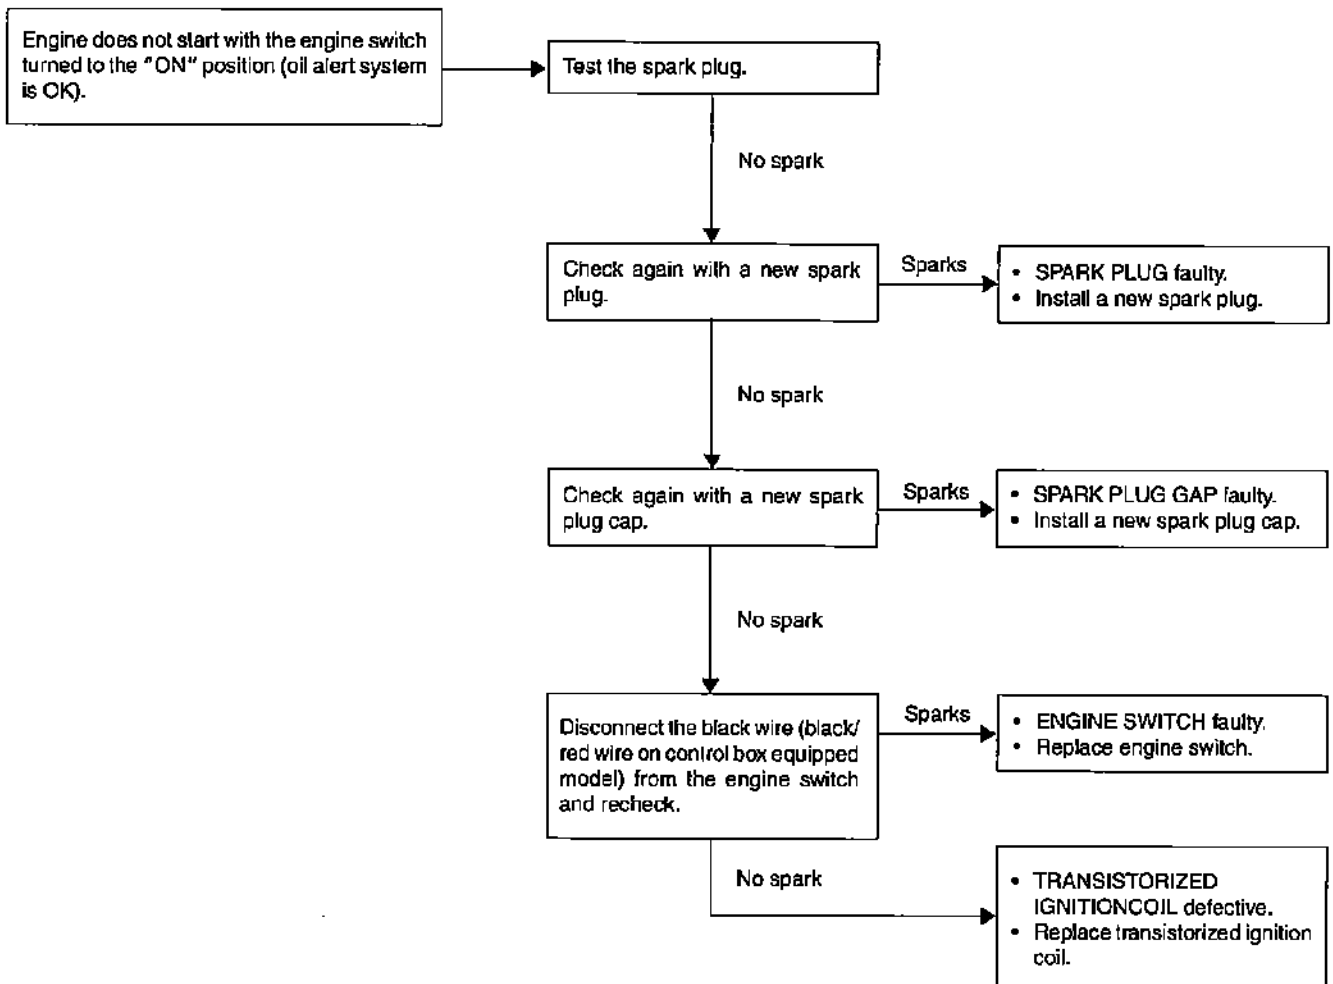 Engine does not start with the engine switch
turned to the "ON" position (oil alert system
is OK).
Test the spark plug.
No spark
Check again with a new spark
plug.
Sparks
• SPARK PLUG faulty.
• Install a new spark plug.
No spark
Check again with a new spark
plug cap.
Sparks
• SPARK PLUG GAP faulty.
• Install a new spark plug cap.
No spark
Disconnect the black wire (black/
red wire on control box equipped
model) from the engine switch
and recheck.
Sparks
• ENGINE SWITCH faulty.
• Replace engine switch.
No spark
• TRANSISTORIZED
IGNITIONCOIL defective.
• Replace transistorized ignition
coil.